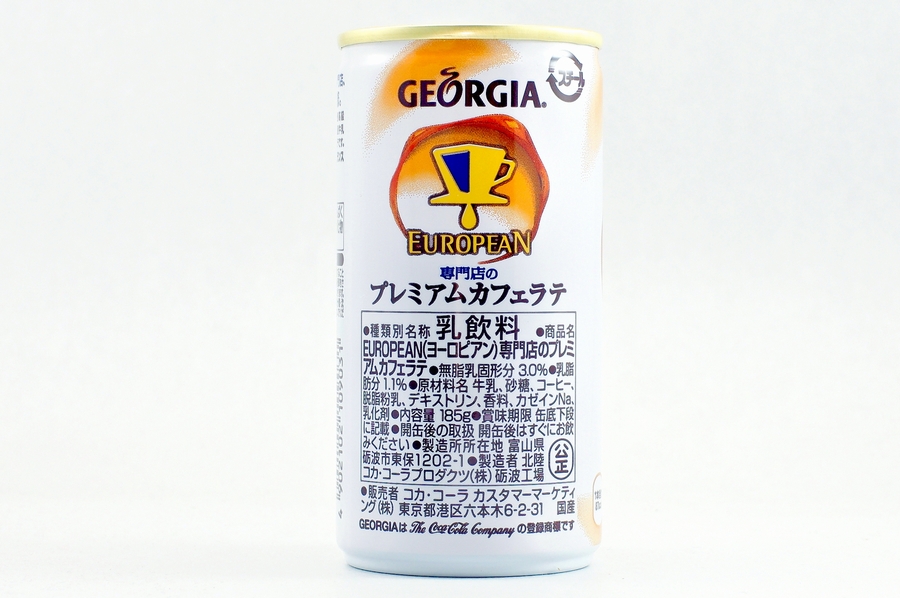 GEORGIA®
スチール
EUROPEAN
専門店の
プレミアムカフェラテ
●種類別名称 乳飲料 ●商品名
EUROPEAN(ヨーロピアン)専門店のプレミ
アムカフェラテ●無脂乳固形分 3.0%●乳脂
肪分 1.1%●原材料名 牛乳、砂糖、コーヒー、
脱脂粉乳、デキストリン、香料、カゼインNa、
乳化剤●内容量 185g●賞味期限 缶底下段
に記載●開缶後の取扱 開缶後はすぐにお飲
みください●製造所所在地 富山県
砺波市東保1202-1●製造者 北陸
コカ・コーラプロダクツ(株)砺波工場
公正
●販売者 コカ・コーラ カスタマーマーケティ
ング(株) 東京都港区六本木6-2-31 国産
GEORGIAは The Coca-Cola Company の登録商標です